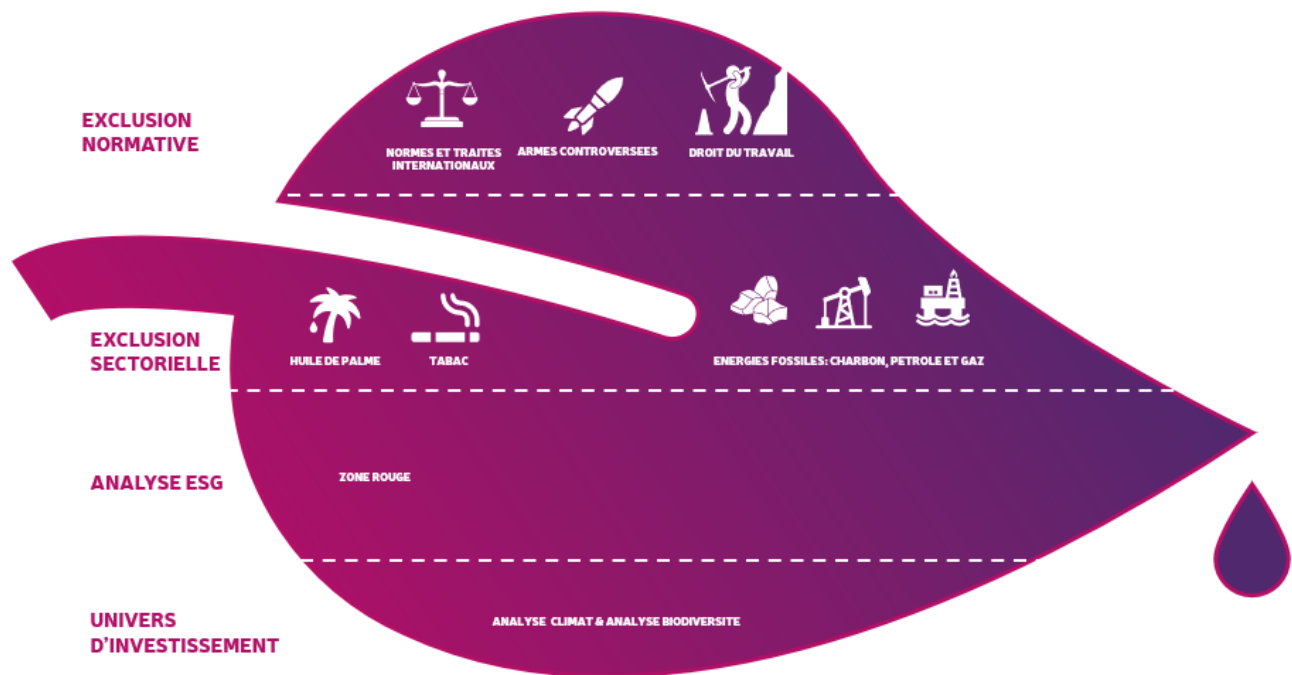 EXCLUSION
NORMATIVE
NORMES ET TRAITES
INTERNATIONAUX
ARMES CONTROVERSEES
DROIT DU TRAVAIL
EXCLUSION
SECTORIELLE
HUILE DE PALME
TABAC
ENERGIES FOSSILES: CHARBON, PETROLE ET GAZ
ANALYSE ESG
ZONE ROUGE
UNIVERS
D'INVESTISSEMENT
ANALYSE CLIMAT & ANALYSE BIODIVERSITE